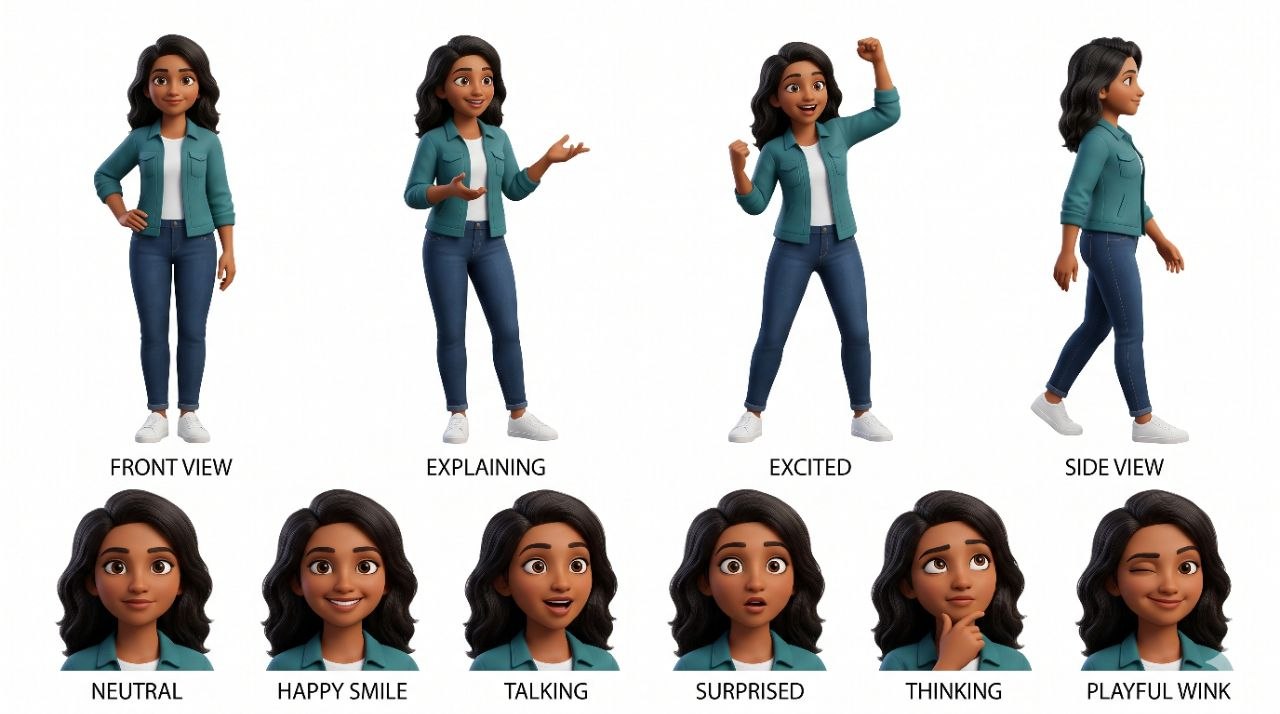 FRONT VIEW
EXPLAINING
EXCITED
SIDE VIEW
NEUTRAL
HAPPY SMILE
TALKING
SURPRISED
THINKING
PLAYFUL WINK